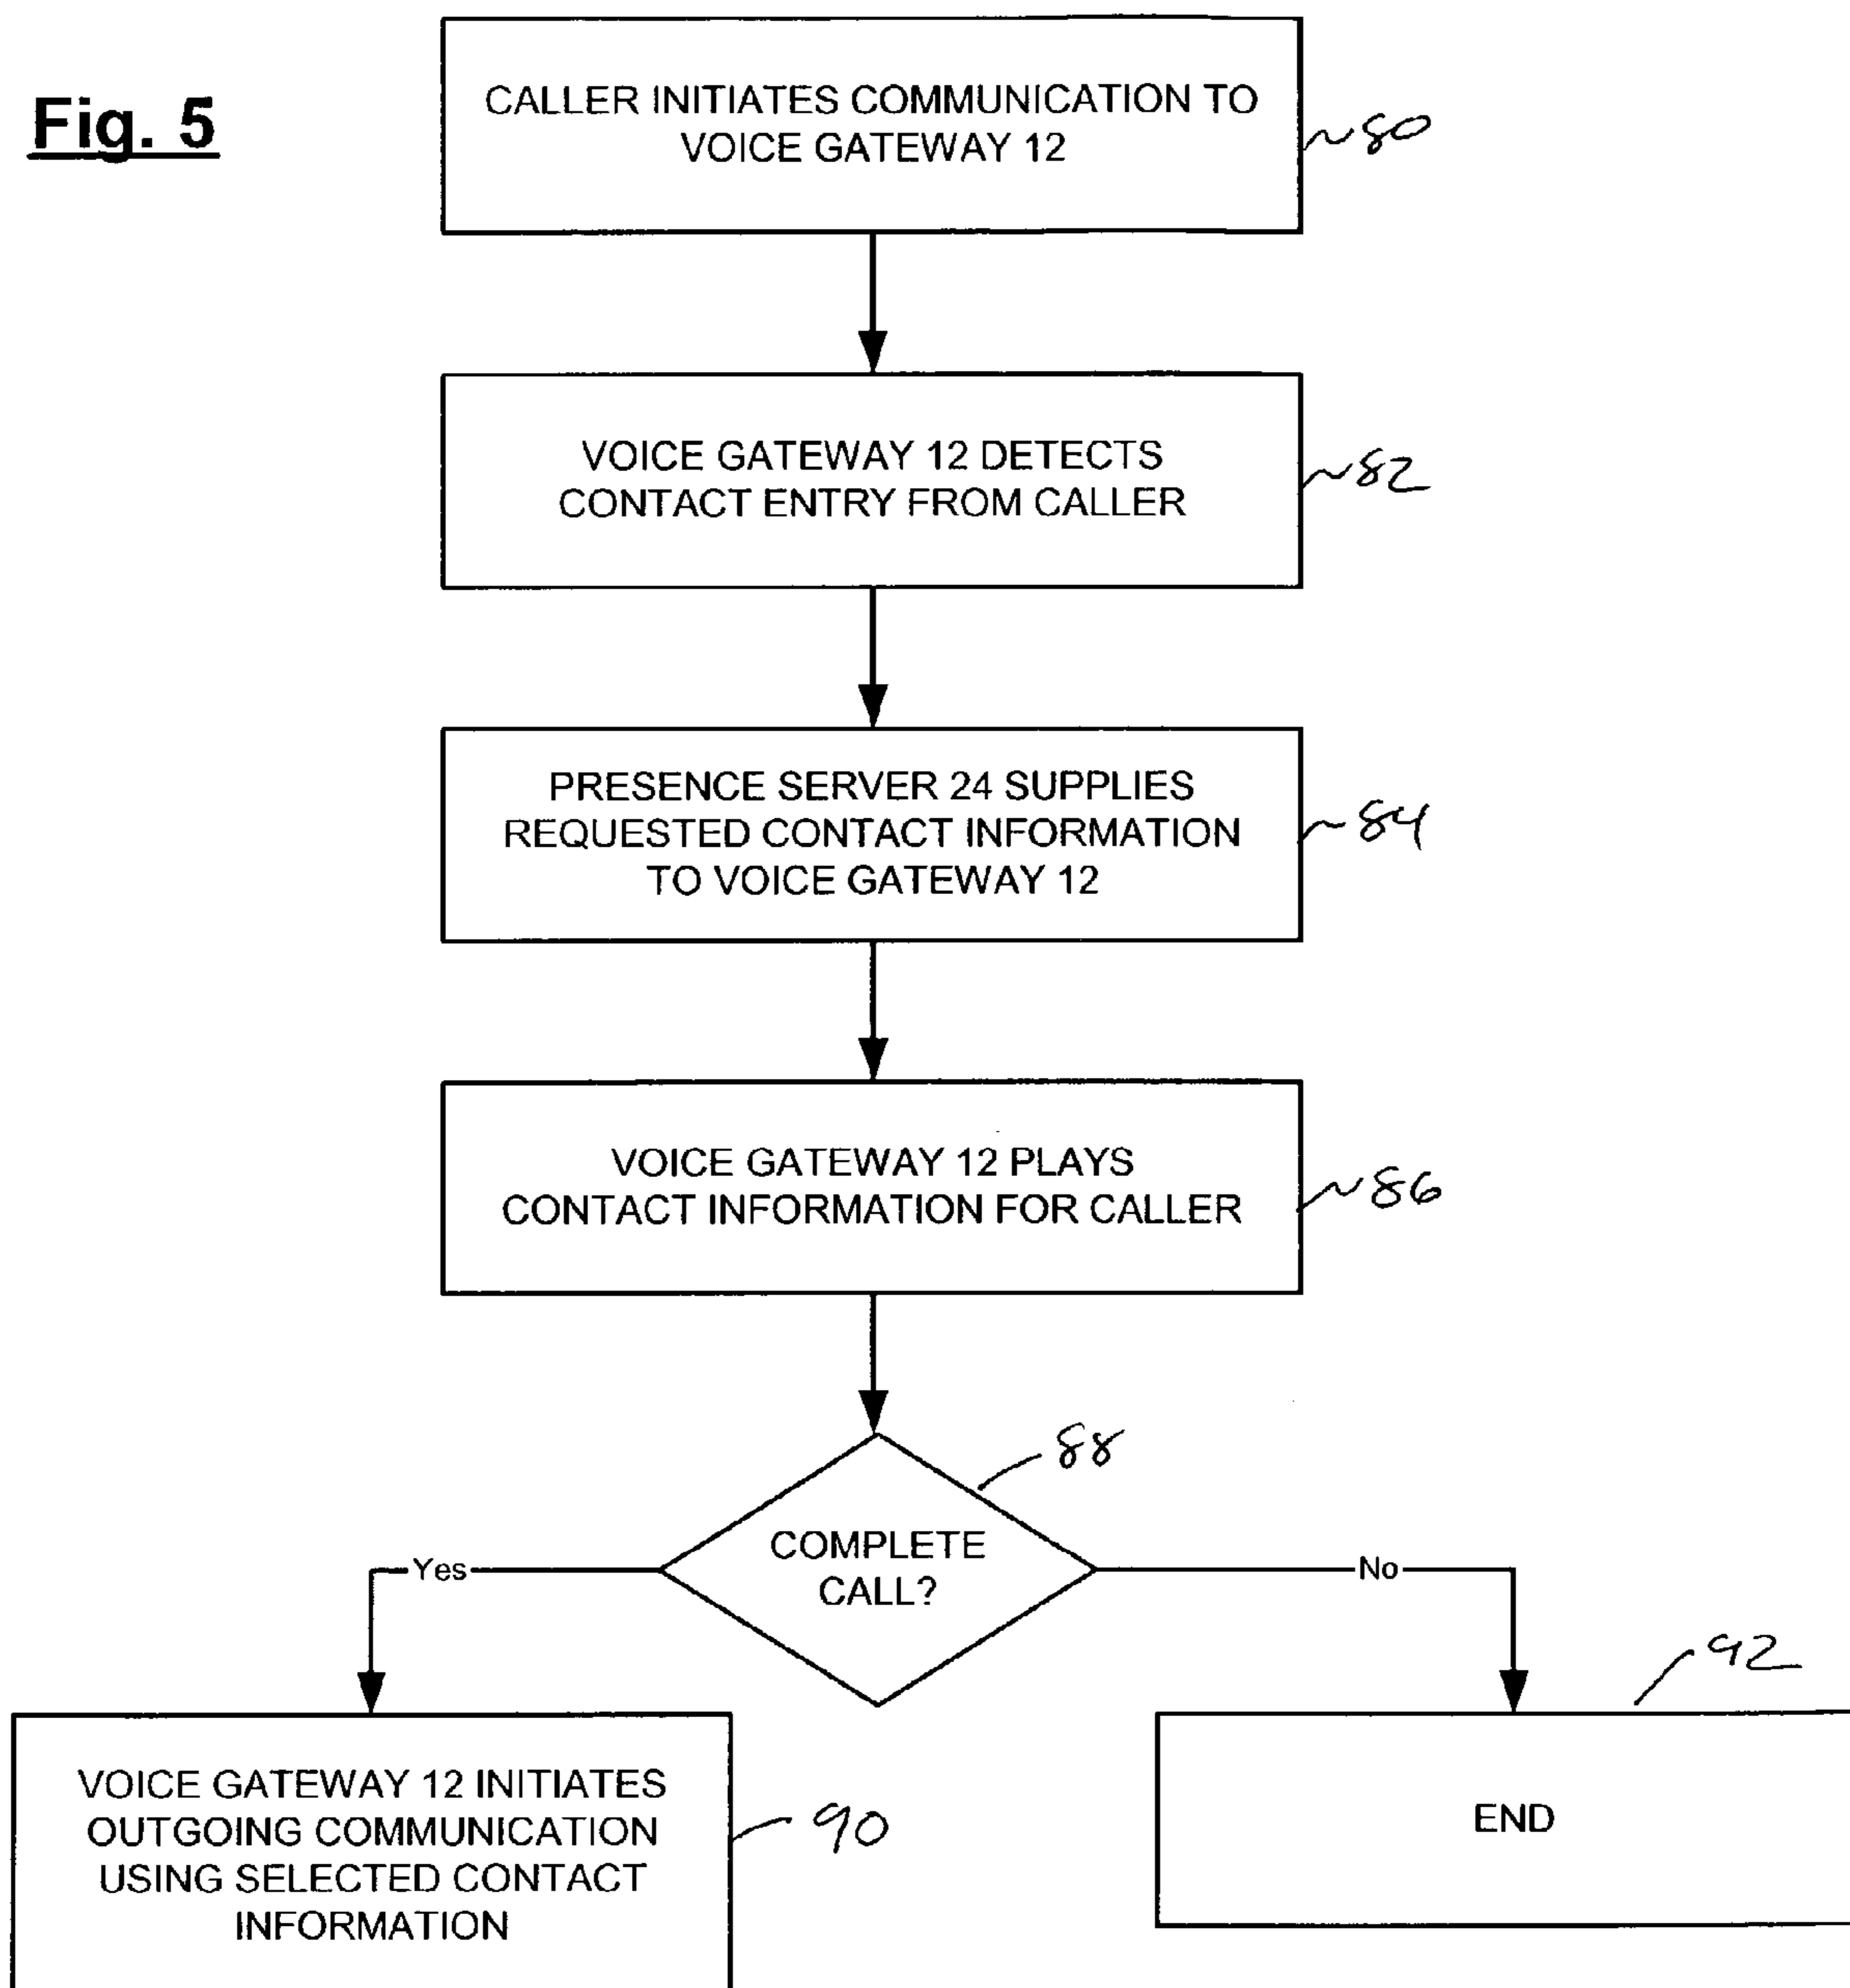 Fig. 5
CALLER INITIATES COMMUNICATION TO
VOICE GATEWAY 12
80
VOICE GATEWAY 12 DETECTS
CONTACT ENTRY FROM CALLER
82
PRESENCE SERVER 24 SUPPLIES
REQUESTED CONTACT INFORMATION
TO VOICE GATEWAY 12
84
VOICE GATEWAY 12 PLAYS
CONTACT INFORMATION FOR CALLER
86
88
COMPLETE
CALL?
Yes
No
92
VOICE GATEWAY 12 INITIATES
OUTGOING COMMUNICATION
USING SELECTED CONTACT
INFORMATION
90
END